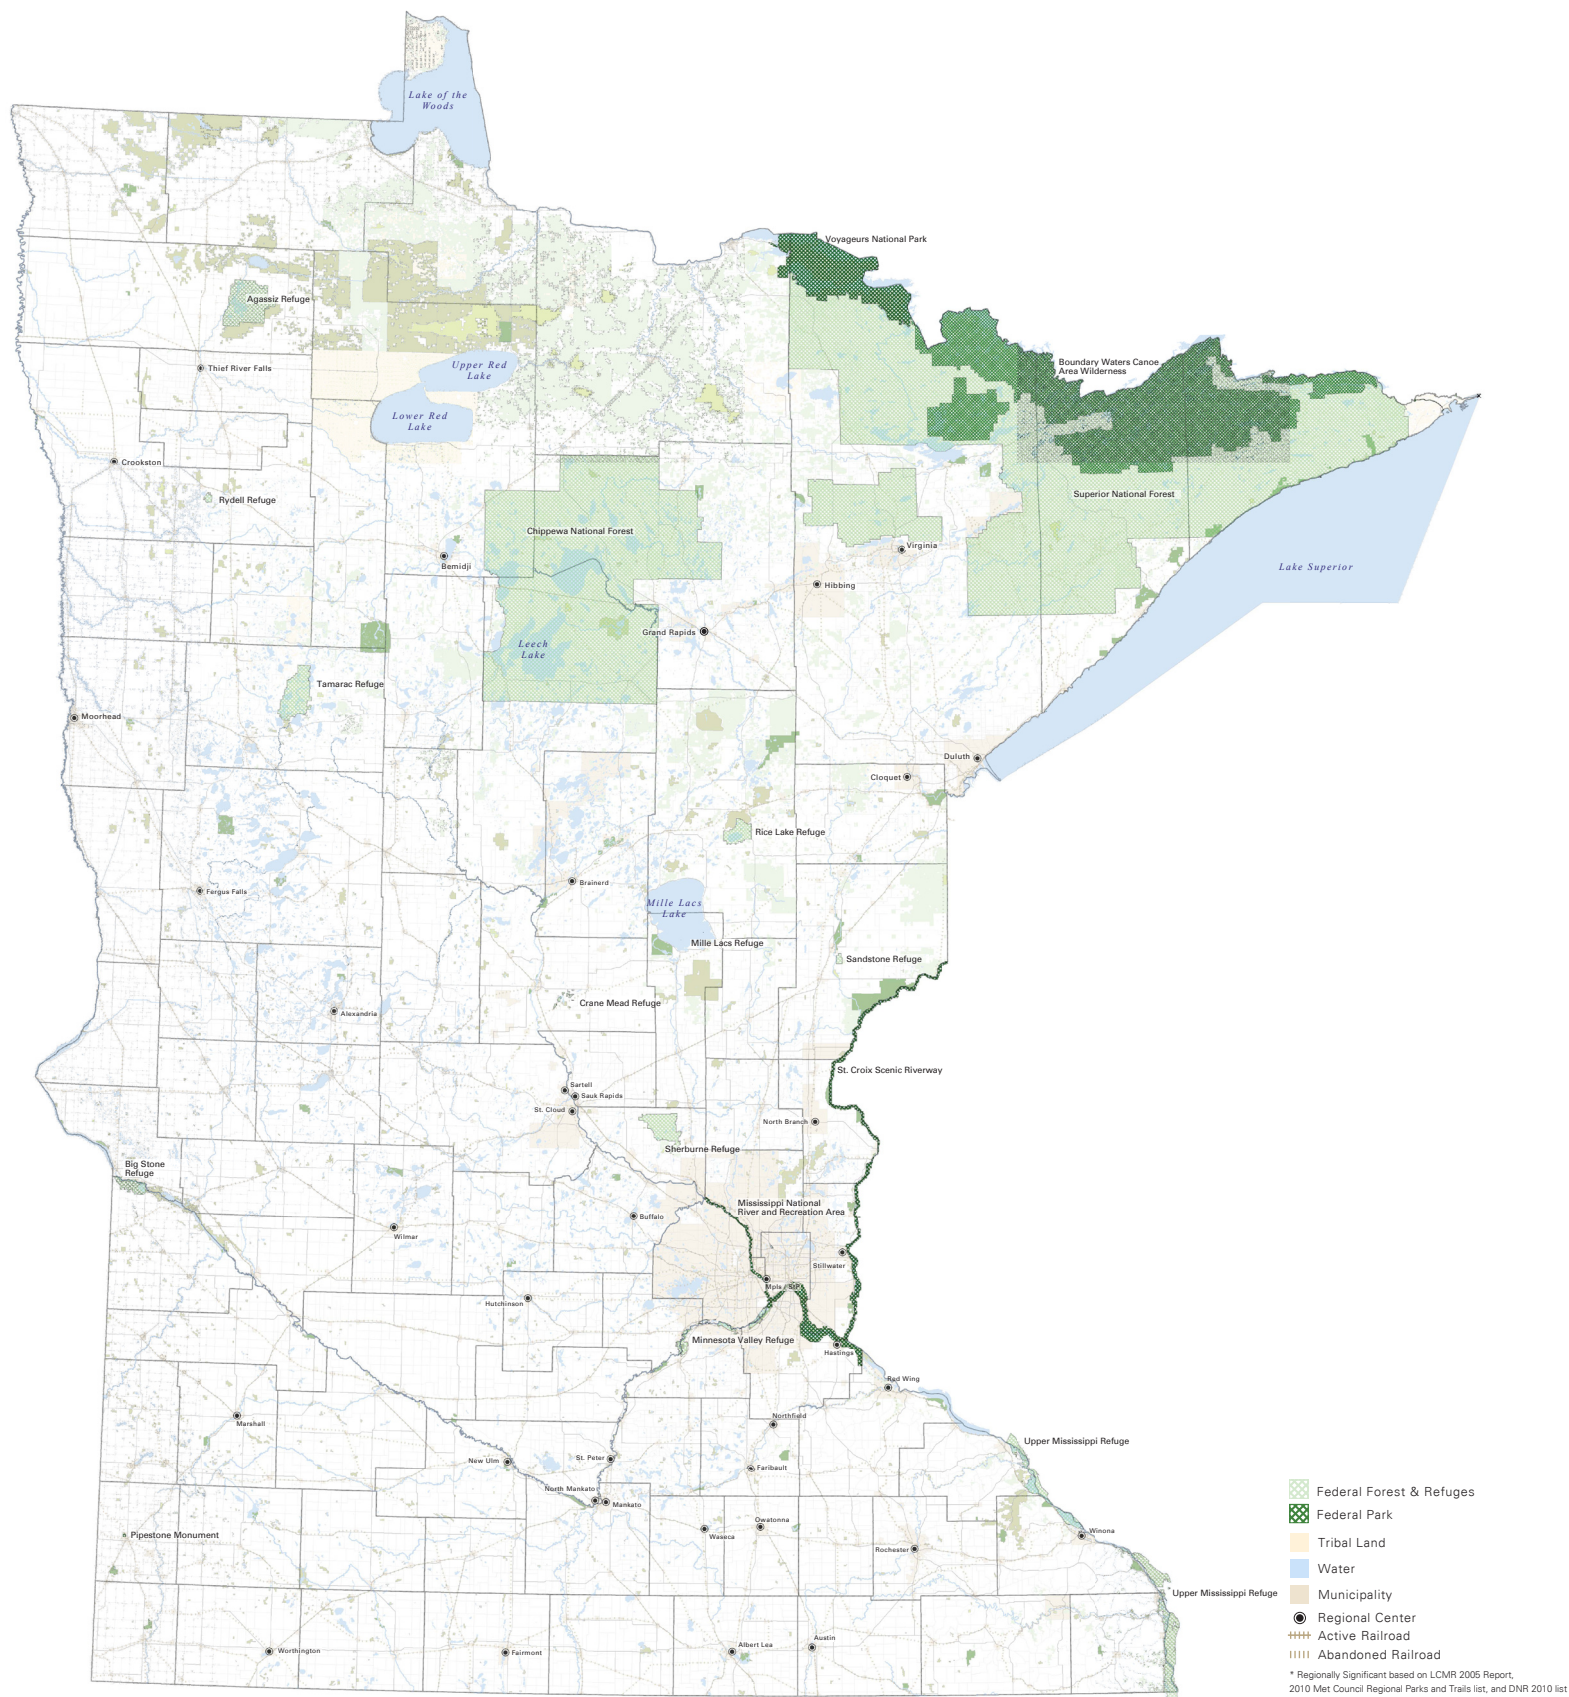 Lake of the
Woods
Voyageurs National Park
Agassiz Refuge
Boundary Waters Canoe
Area Wilderness
Thief River Falls
Upper Red
Lake
Lower Red
Lake
Crookston
Rydell Refuge
Superior National Forest
Chippewa National Forest
Virginia
Bemidji
Hibbing
Lake Superior
Grand Rapids
Leech
Lake
Tamarac Refuge
Moorhead
Duluth
Cloquet
Rice Lake Refuge
Brainerd
Fergus Falls
Mille Lacs
Lake
Mille Lacs Refuge
Sandstone Refuge
Crane Mead Refuge
Alexandria
St. Croix Scenic Riverway
Sartell
Sauk Rapids
St. Cloud
North Branch
Sherburne Refuge
Big Stone
Refuge
Mississippi National
River and Recreation Area
Buffalo
Wilmar
Stillwater
Mpls / StP
Hutchinson
Minnesota Valley Refuge
Hastings
Red Wing
Marshall
Northfield
Upper Mississippi Refuge
New Ulm
St. Peter
Faribault
North Mankato
Mankato
Pipestone Monument
Waseca
Owatonna
Winona
Rochester
Upper Mississippi Refuge
Worthington
Fairmont
Albert Lea
Austin
Federal Forest & Refuges
Federal Park
Tribal Land
Water
Municipality
Regional Center
Active Railroad
Abandoned Railroad
* Regionally Significant based on LCMR 2005 Report,
2010 Met Council Regional Parks and Trails list, and DNR 2010 list